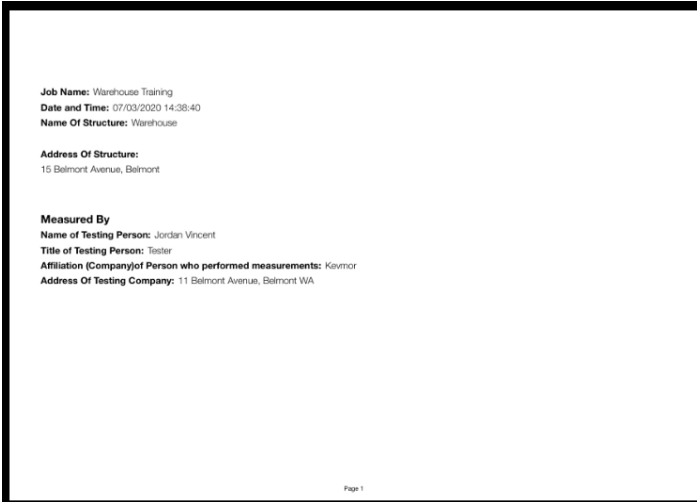 Job Name: Warehouse Training
Date and Time: 07/03/2020 14:38:40
Name Of Structure: Warehouse
Address Of Structure:
15 Belmont Avenue, Belmont
Measured By
Name of Testing Person: Jordan Vincent
Title of Testing Person: Tester
Affiliation (Company)of Person who performed measurements: Kevmor
Address Of Testing Company: 11 Belmont Avenue, Belmont WA
Page 1